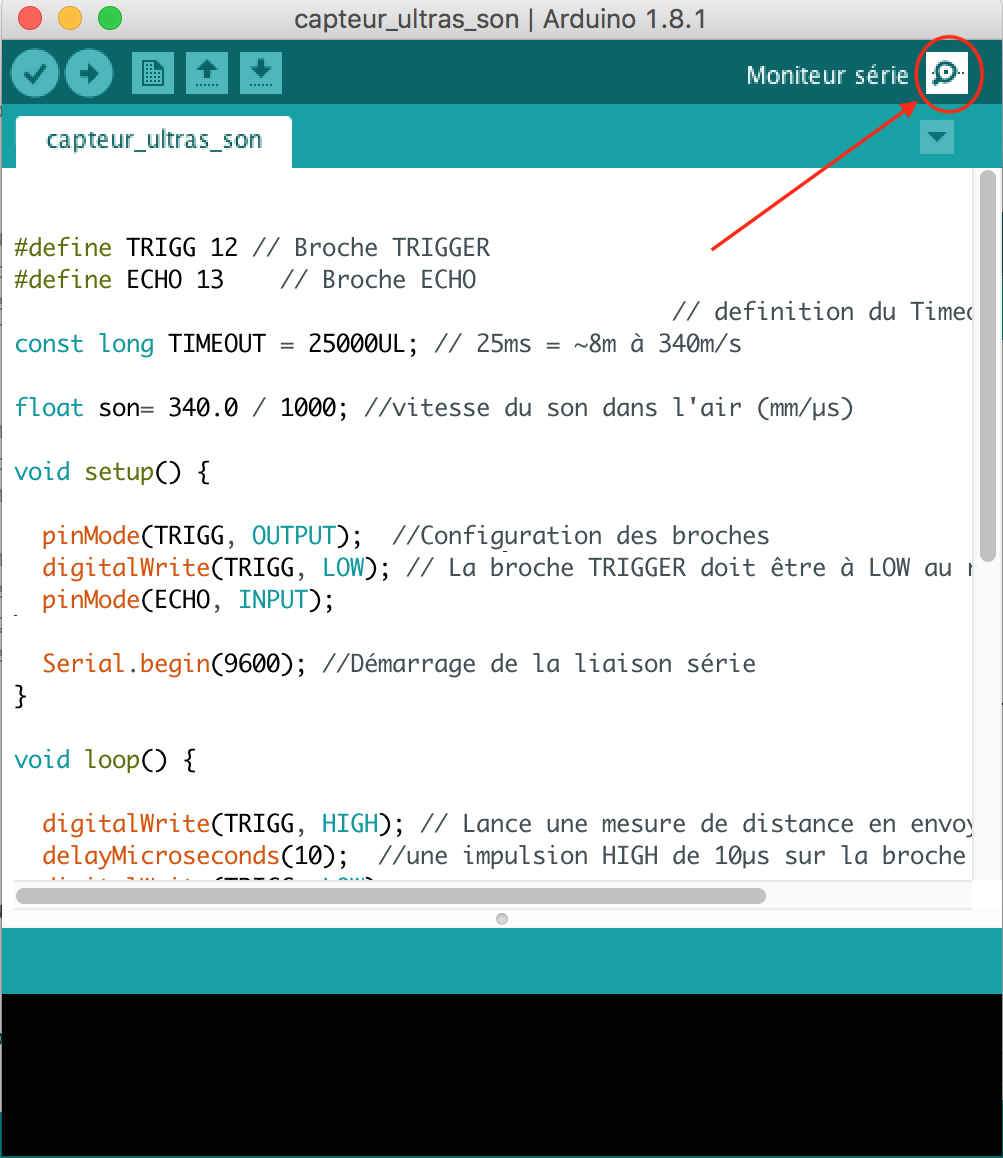 capteur_ultras_son | Arduino 1.8.1
Moniteur série
capteur_ultras_son
#define TRIGG 12 // Broche TRIGGER
#define ECHO 13    // Broche ECHO
// definition du
const long TIMEOUT = 25000UL; // 25ms = ~8m à 340m/s
float son= 340.0 / 1000; //vitesse du son dans l'air (mm/µs)
void setup() {
pinMode(TRIGG, OUTPUT);  //Configuration des broches
digitalWrite(TRIGG, LOW); // La broche TRIGGER doit être à LOW au
pinMode(ECHO, INPUT);
Serial.begin(9600); //Démarrage de la liaison série
}
void loop() {
digitalWrite(TRIGG, HIGH); // Lance une mesure de distance en
delayMicroseconds(10);  //une impulsion HIGH de 10µs sur la broche